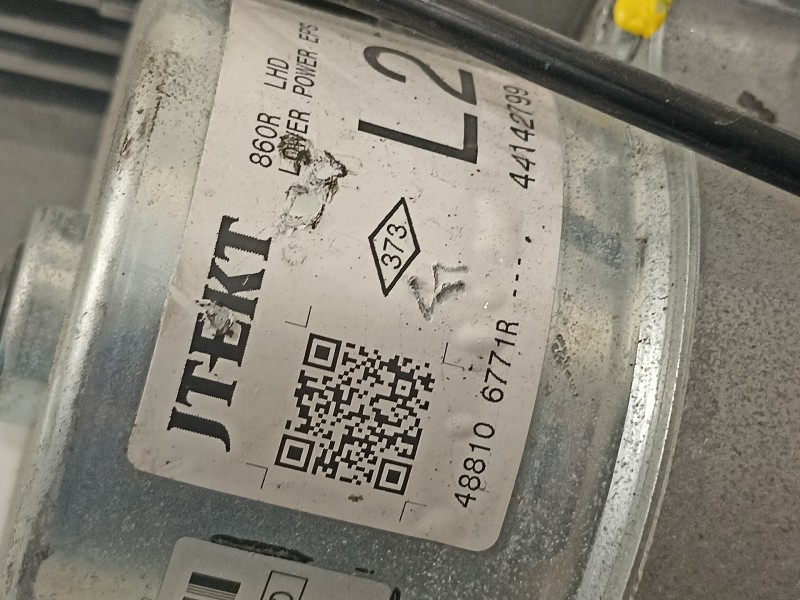 860R LHD
LOWER POWER EPS
L2
44142799
JTEKT
373
48810 6771R ---.